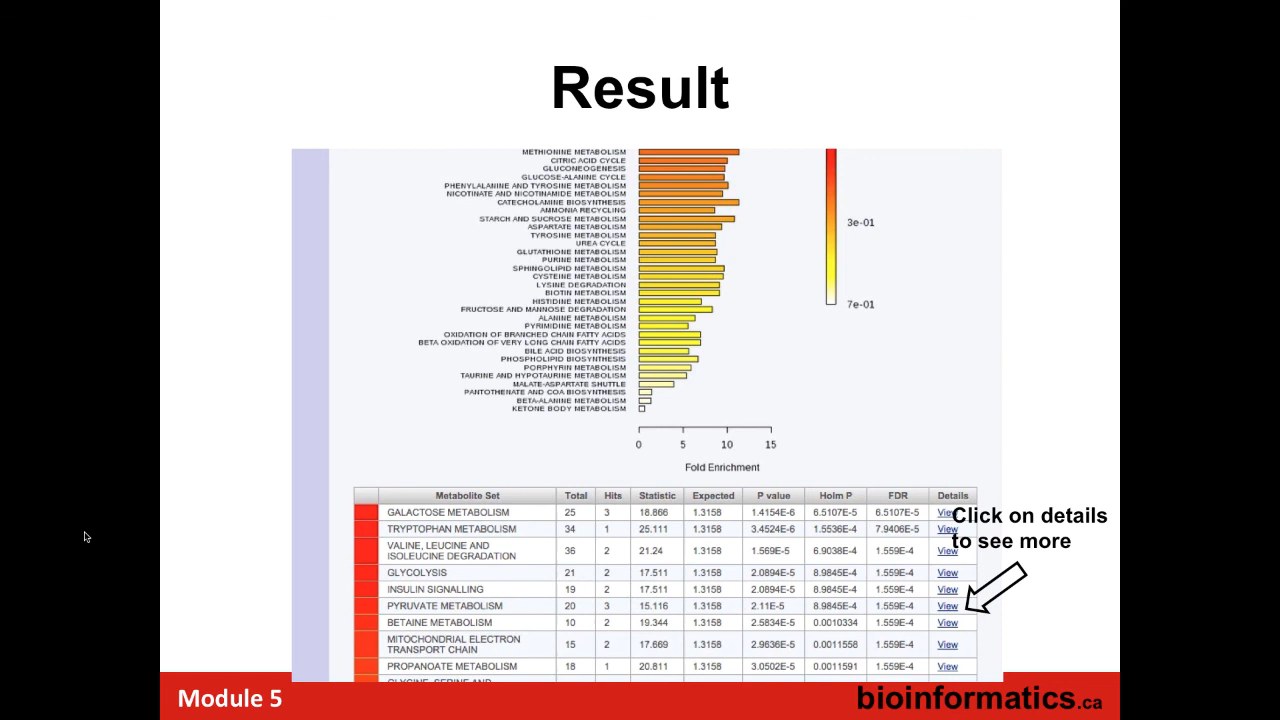 Result
METHIONINE METABOLISM
CITRIC ACID CYCLE
GLUCONEOGENESIS
GLUCOSE-ALANINE CYCLE
PHENYLALANINE AND TYROSINE METABOLISM
NICOTINATE AND NICOTINAMIDE METABOLISM
CATECHOLAMINE BIOSYNTHESIS
AMMONIA RECYCLING
STARCH AND SUCROSE METABOLISM
ASPARTATE METABOLISM
TYROSINE METABOLISM
UREA CYCLE
GLUTATHIONE METABOLISM
PURINE METABOLISM
SPHINGOLIPID METABOLISM
CYSTEINE METABOLISM
LYSINE DEGRADATION
BIOTIN METABOLISM
HISTIDINE METABOLISM
FRUCTOSE AND MANNOSE DEGRADATION
ALANINE METABOLISM
PYRIMIDINE METABOLISM
OXIDATION OF BRANCHED CHAIN FATTY ACIDS
BETA OXIDATION OF VERY LONG CHAIN FATTY ACIDS
BILE ACID BIOSYNTHESIS
PHOSPHOLIPID BIOSYNTHESIS
PORPHYRIN METABOLISM
TAURINE AND HYPOTAURINE METABOLISM
MALATE-ASPARTATE SHUTTLE
PANTOTHENATE AND COA BIOSYNTHESIS
BETA-ALANINE METABOLISM
KETONE BODY METABOLISM
3e-01
7e-01
0 5 10 15
Fold Enrichment
Metabolite Set Total Hits Statistic Expected P value Holm P FDR Details
GALACTOSE METABOLISM 25 3 18.866 1.3158 1.4154E-6 6.5107E-5 6.5107E-5 View
TRYPTOPHAN METABOLISM 34 1 25.111 1.3158 3.4524E-6 1.5536E-4 7.9406E-5 View
VALINE, LEUCINE AND
ISOLEUCINE DEGRADATION 36 2 21.24 1.3158 1.569E-5 6.9038E-4 1.559E-4 View
GLYCOLYSIS 21 2 17.511 1.3158 2.0894E-5 8.9845E-4 1.559E-4 View
INSULIN SIGNALLING 19 2 17.511 1.3158 2.0894E-5 8.9845E-4 1.559E-4 View
PYRUVATE METABOLISM 20 3 15.116 1.3158 2.11E-5 8.9845E-4 1.559E-4 View
BETAINE METABOLISM 10 2 19.344 1.3158 2.5834E-5 0.0010334 1.559E-4 View
MITOCHONDRIAL ELECTRON
TRANSPORT CHAIN 15 2 17.669 1.3158 2.9636E-5 0.0011558 1.559E-4 View
PROPANOATE METABOLISM 18 1 20.811 1.3158 3.0502E-5 0.0011591 1.559E-4 View
GLYCINE, SERINE AND
Click on details
to see more
Module 5
bioinformatics.ca